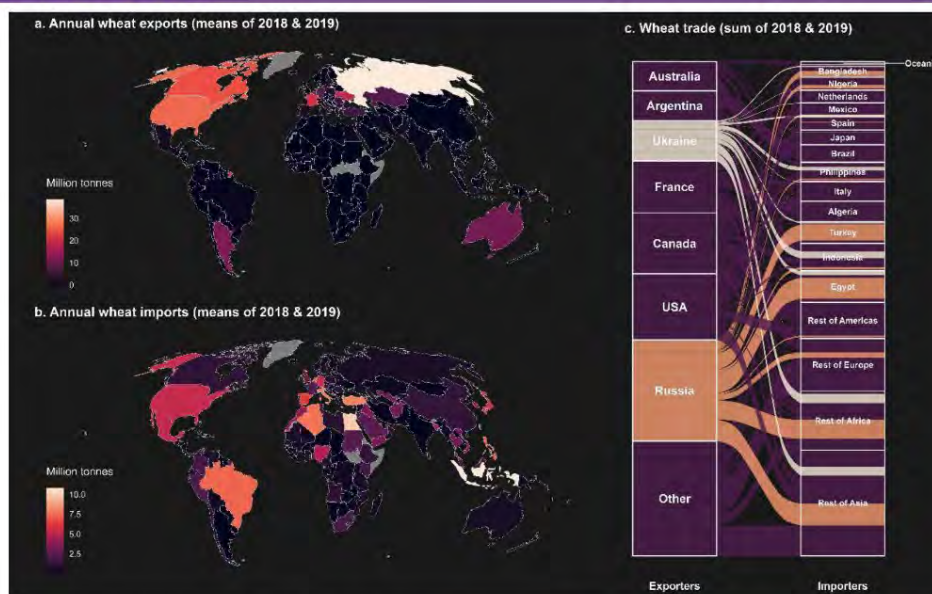 a. Annual wheat exports (means of 2018 & 2019)
Million tonnes
30
20
10
0
b. Annual wheat imports (means of 2018 & 2019)
Million tonnes
10.0
7.5
5.0
2.5
c. Wheat trade (sum of 2018 & 2019)
Australia
Argentina
Ukraine
France
Canada
USA
Russia
Other
Exporters
Oceani
Bangladesh
Nigeria
Netherlands
Mexico
Spain
Japan
Brazil
Philippines
Italy
Algeria
Turkey
Indonesia
Egypt
Rest of Americas
Rest of Europe
Rest of Africa
Rest of Asia
Importers